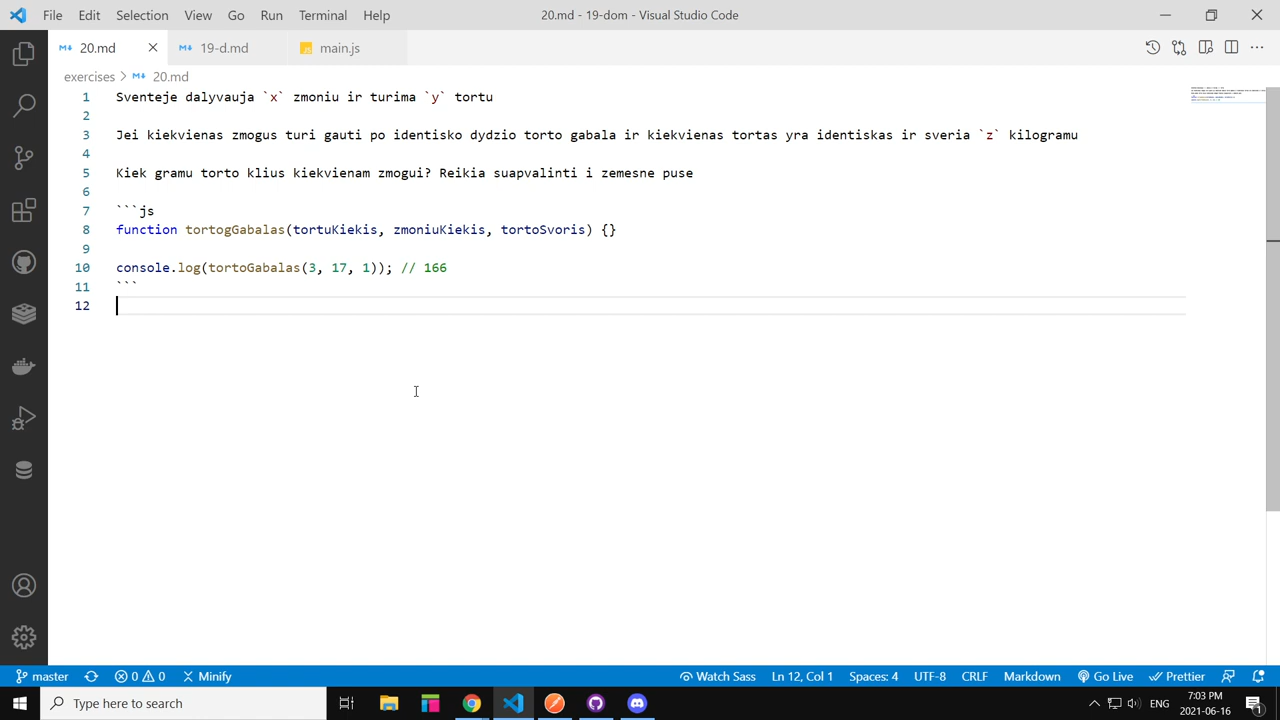 File Edit Selection View Go Run Terminal Help 20.md - 19-dom - Visual Studio Code
20.md 19-d.md JS main.js
exercises > 20.md
1 Sventeje dalyvauja `x` zmoniu ir turima `y` tortu
2
3 Jei kiekvienas zmogus turi gauti po identisko dydzio torto gabala ir kiekvienas tortas yra identiskas ir sveria `z` kilogramu
4
5 Kiek gramu torto klius kiekvienam zmogui? Reikia suapvalinti i zemesne puse
6
7 ```js
8 function tortogGabalas(tortuKiekis, zmoniuKiekis, tortoSvoris) {}
9
10 console.log(tortoGabalas(3, 17, 1)); // 166
11 ```
12
master 0 0 Minify Watch Sass Ln 12, Col 1 Spaces: 4 UTF-8 CRLF Markdown Go Live Prettier
Type here to search ENG 7:03 PM 2021-06-16 1